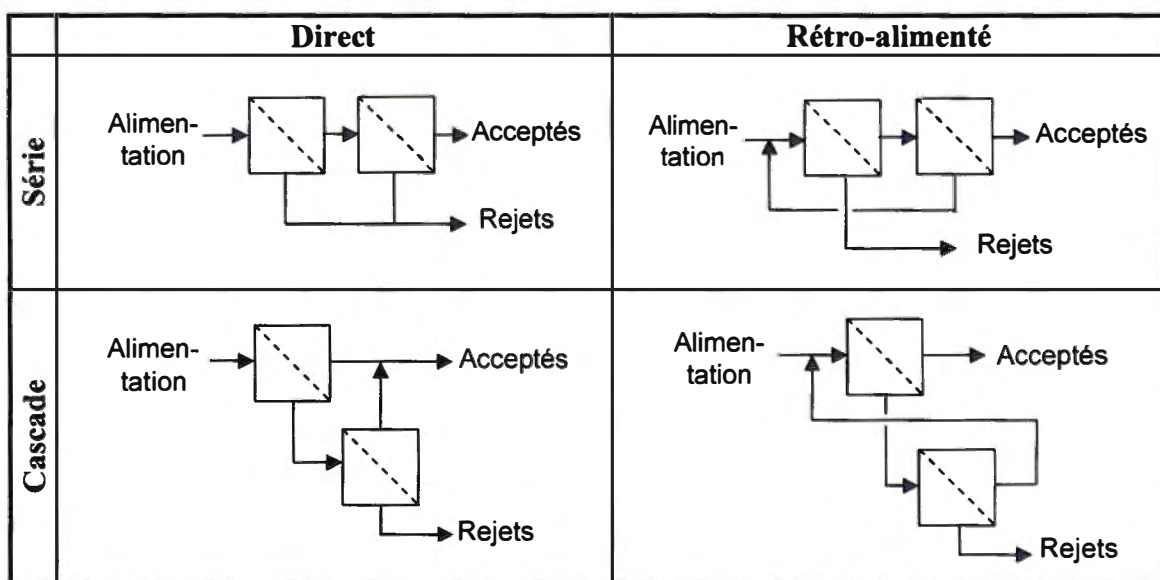 Direct
Rétro-alimenté
Série
Alimen-
tation
Acceptés
Rejets
Alimen-
tation
Acceptés
Rejets
Cascade
Alimen-
tation
Acceptés
Rejets
Alimen-
tation
Acceptés
Rejets